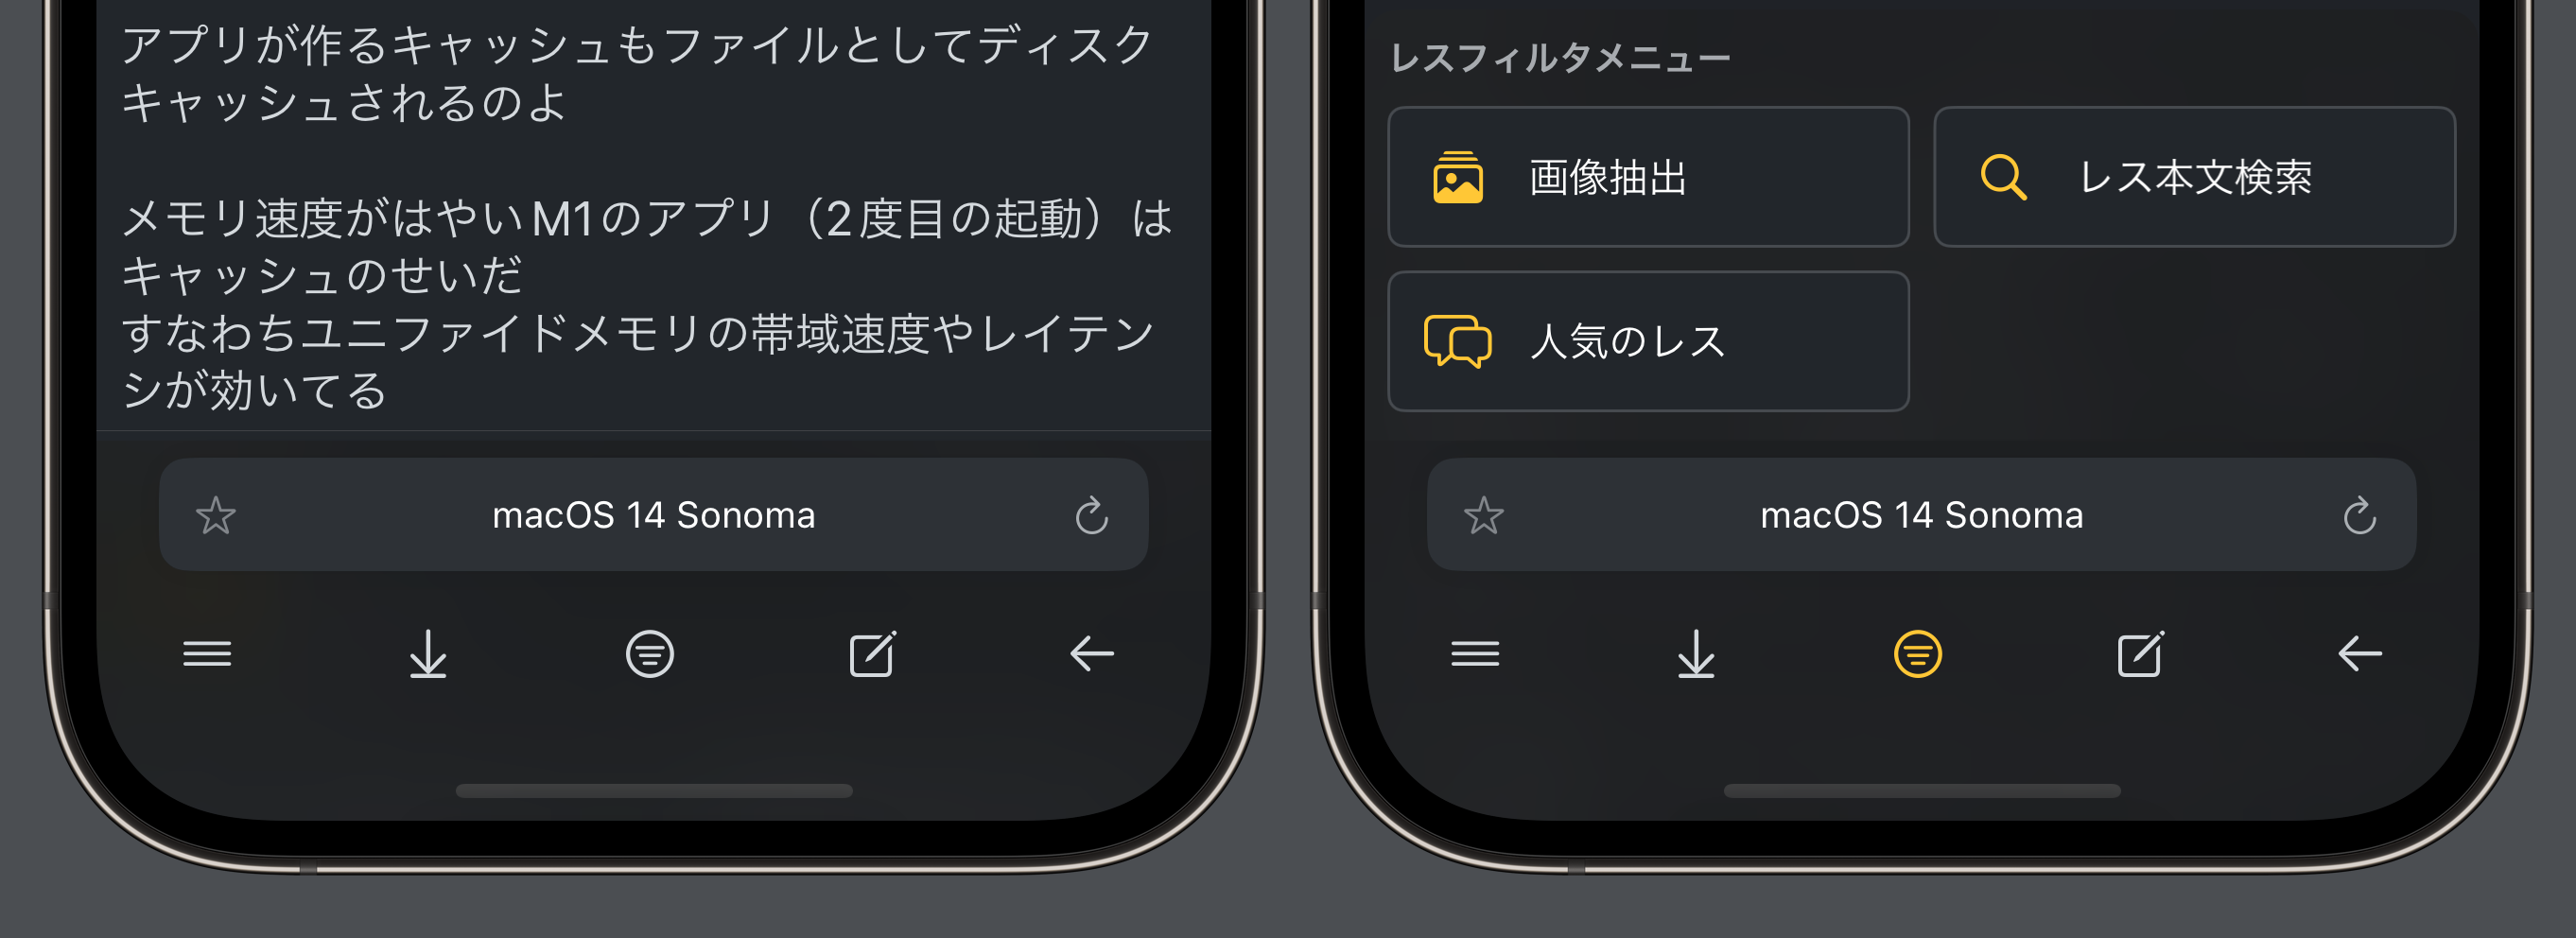 アプリが作るキャッシュもファイルとしてディスク
キャッシュされるのよ
メモリ速度がはやいM1のアプリ（2度目の起動）は
キャッシュのせいだ
すなわちユニファイドメモリの帯域速度やレイテン
シが効いてる
macOS 14 Sonoma
レスフィルタメニュー
画像抽出
レス本文検索
人気のレス
macOS 14 Sonoma